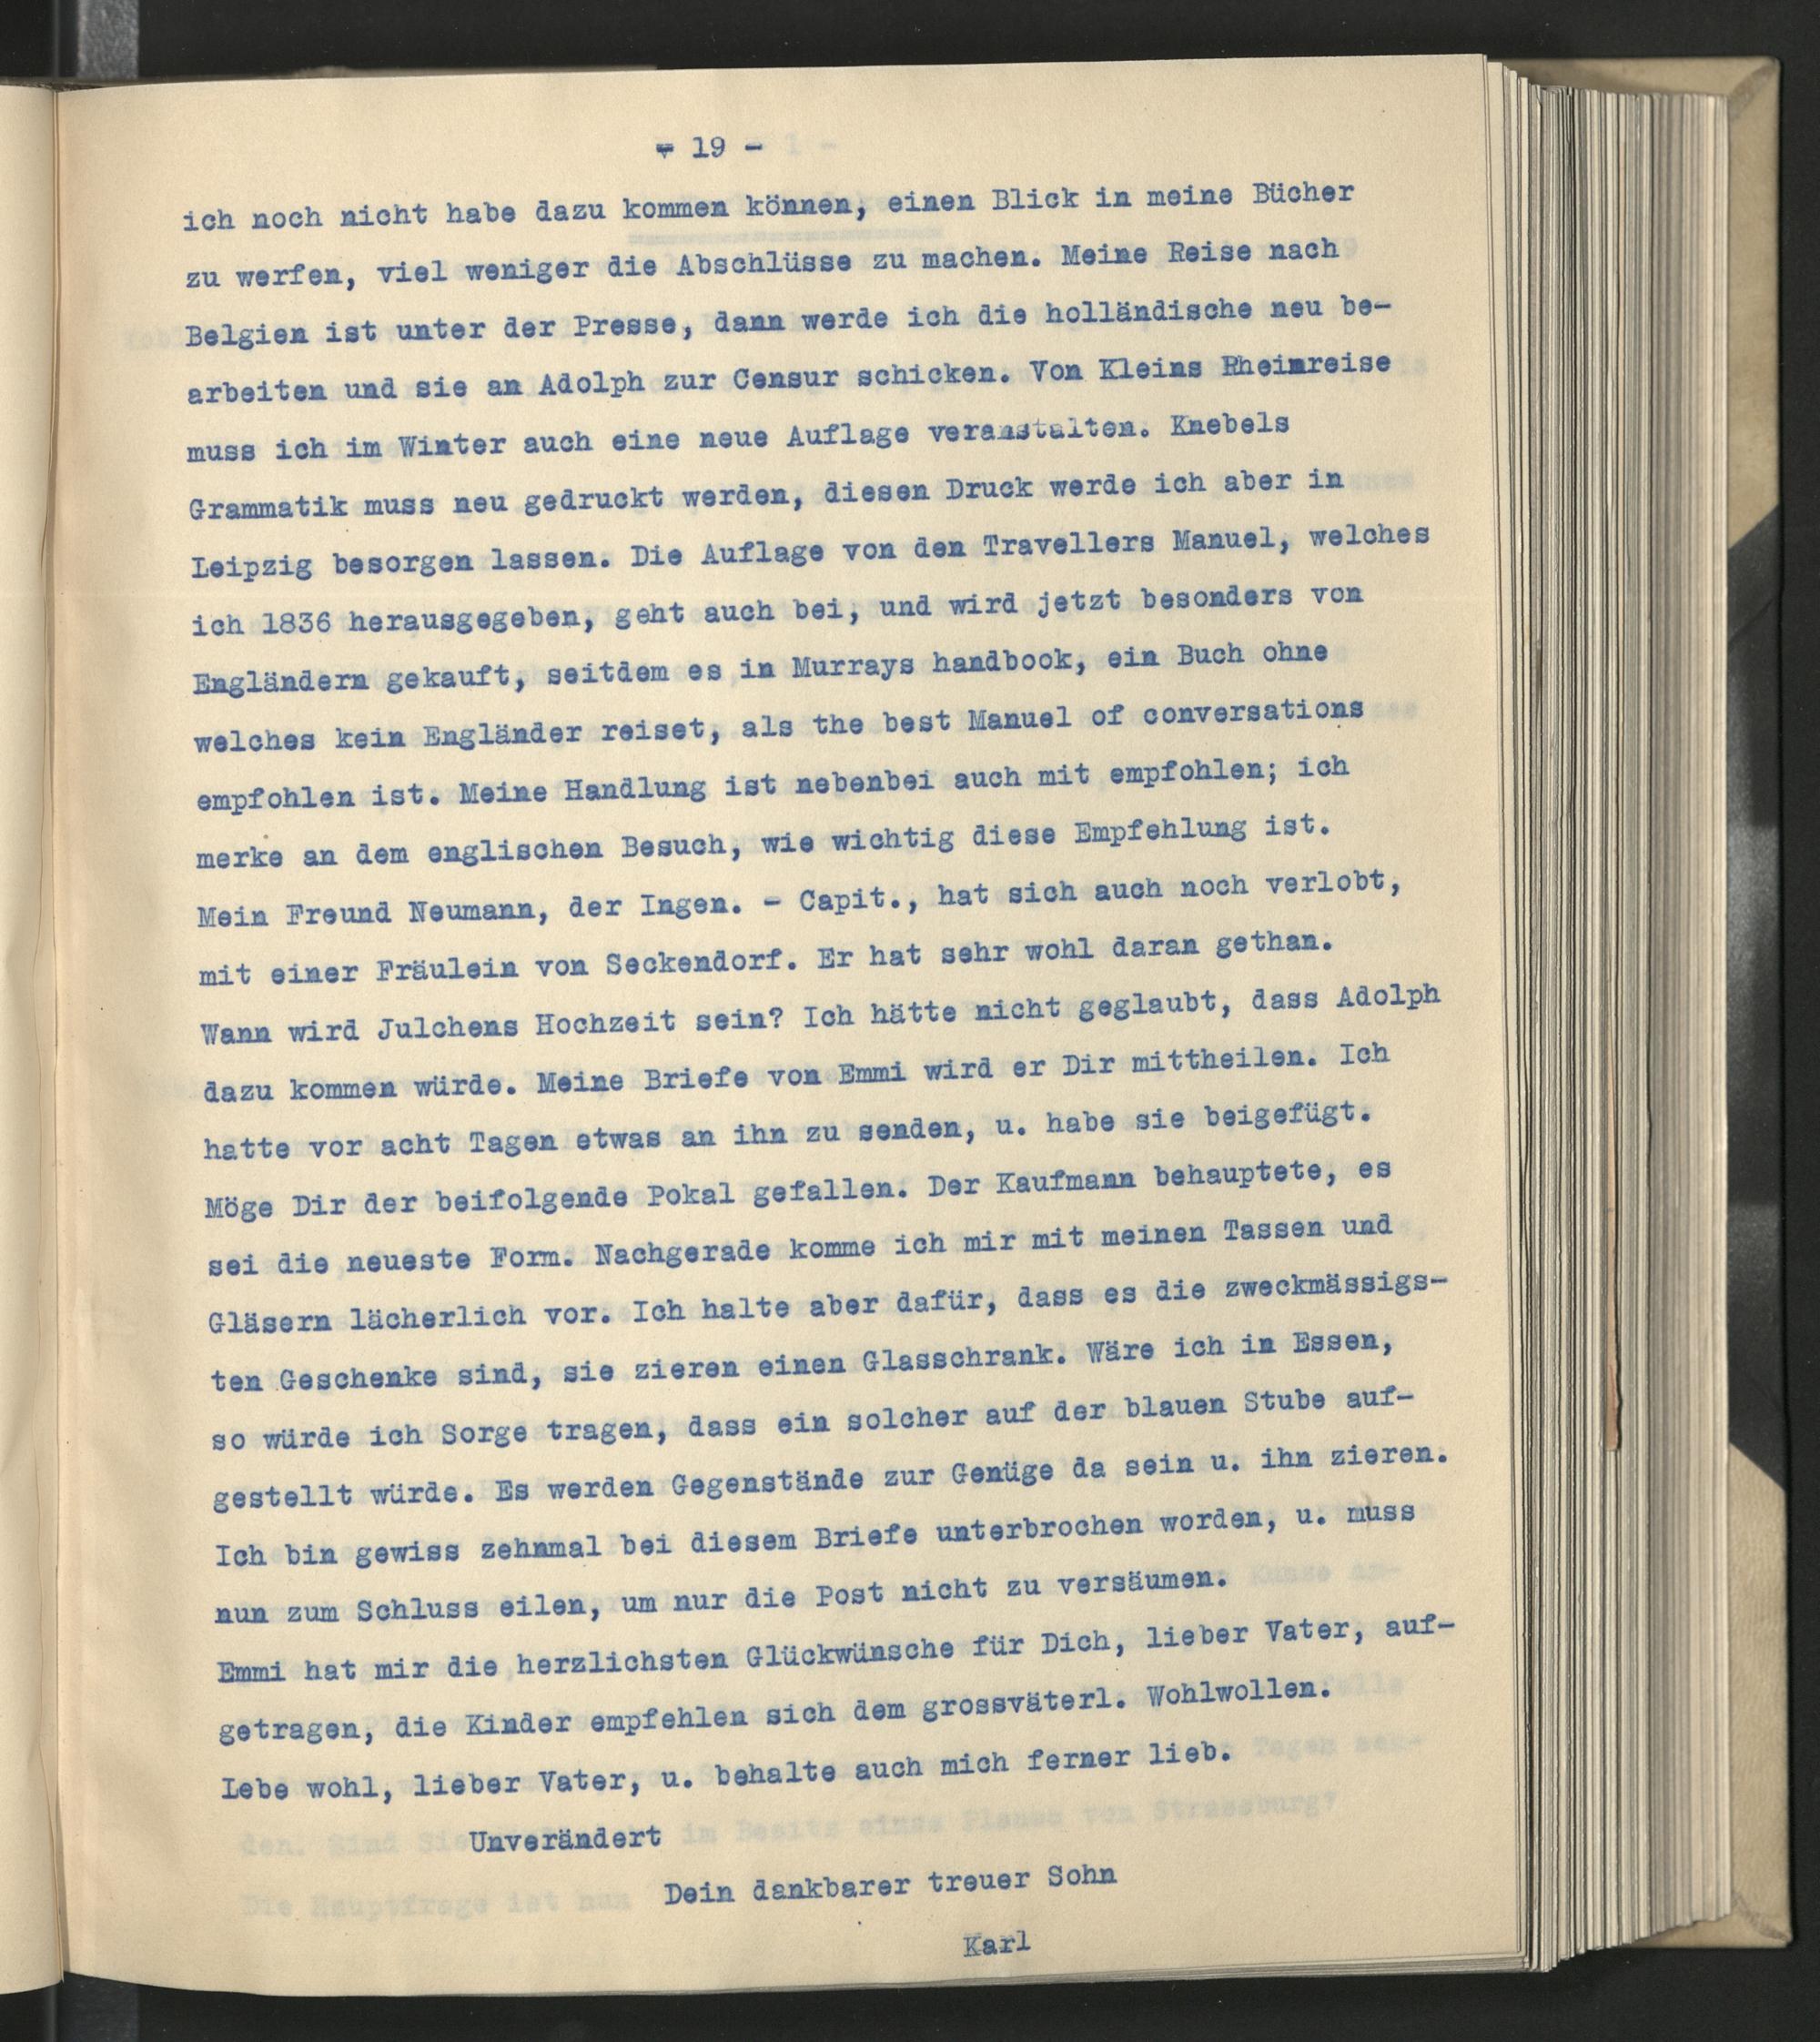 - 19 -
ich noch nicht habe dazu kommen können, einen Blick in meine Bücher
zu werfen, viel weniger die Abschlüsse zu machen. Meine Reise nach
Belgien ist unter der Presse, dann werde ich die holländische neu be-
arbeiten und sie an Adolph zur Censur schicken. Von Kleins Rheinreise
muss ich im Winter auch eine neue Auflage veranstalten. Knebels
Grammatik muss neu gedruckt werden, diesen Druck werde ich aber in
Leipzig besorgen lassen. Die Auflage von den Travellers Manuel, welches
ich 1836 herausgegeben, geht auch bei, und wird jetzt besonders von
Engländern gekauft, seitdem es in Murrays handbook, ein Buch ohne
welches kein Engländer reiset, als the best Manuel of conversations
empfohlen ist. Meine Handlung ist nebenbei auch mit empfohlen; ich
merke an dem englischen Besuch, wie wichtig diese Empfehlung ist.
Mein Freund Neumann, der Ingen. - Capit., hat sich auch noch verlobt,
mit einer Fräulein von Seckendorf. Er hat sehr wohl daran gethan.
Wann wird Julchens Hochzeit sein? Ich hätte nicht geglaubt, dass Adolph
dazu kommen würde. Meine Briefe von Emmi wird er Dir mittheilen. Ich
hatte vor acht Tagen etwas an ihn zu senden, u. habe sie beigefügt.
Möge Dir der beifolgende Pokal gefallen. Der Kaufmann behauptete, es
sei die neueste Form. Nachgerade komme ich mir mit meinen Tassen und
Gläsern lächerlich vor. Ich halte aber dafür, dass es die zweckmässigs-
ten Geschenke sind, sie zieren einen Glasschrank. Wäre ich in Essen,
so würde ich Sorge tragen, dass ein solcher auf der blauen Stube auf-
gestellt würde. Es werden Gegenstände zur Genüge da sein u. ihn zieren.
Ich bin gewiss zehnmal bei diesem Briefe unterbrochen worden, u. muss
nun zum Schluss eilen, um nur die Post nicht zu versäumen.
Emmi hat mir die herzlichsten Glückwünsche für Dich, lieber Vater, auf-
getragen, die Kinder empfehlen sich dem grossväterl. Wohlwollen.
Lebe wohl, lieber Vater, u. behalte auch mich ferner lieb.
Unverändert
Dein dankbarer treuer Sohn
Karl